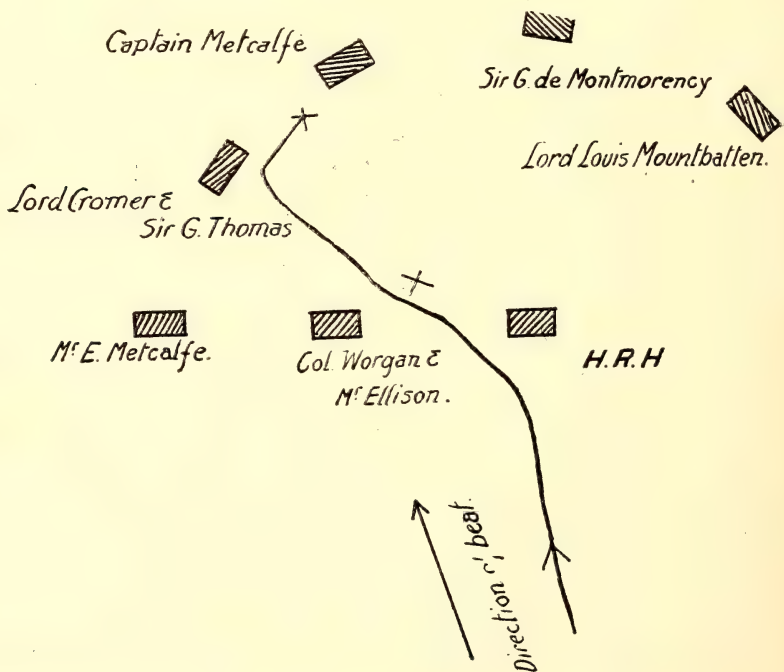 Captain Metcalfe
Sir G. de Montmorency
Lord Louis Mountbatten.
Lord Cromer &
Sir G. Thomas
Mr E. Metcalfe.
Col. Worgan &
Mr Ellison.
H.R.H
Direction of beat.